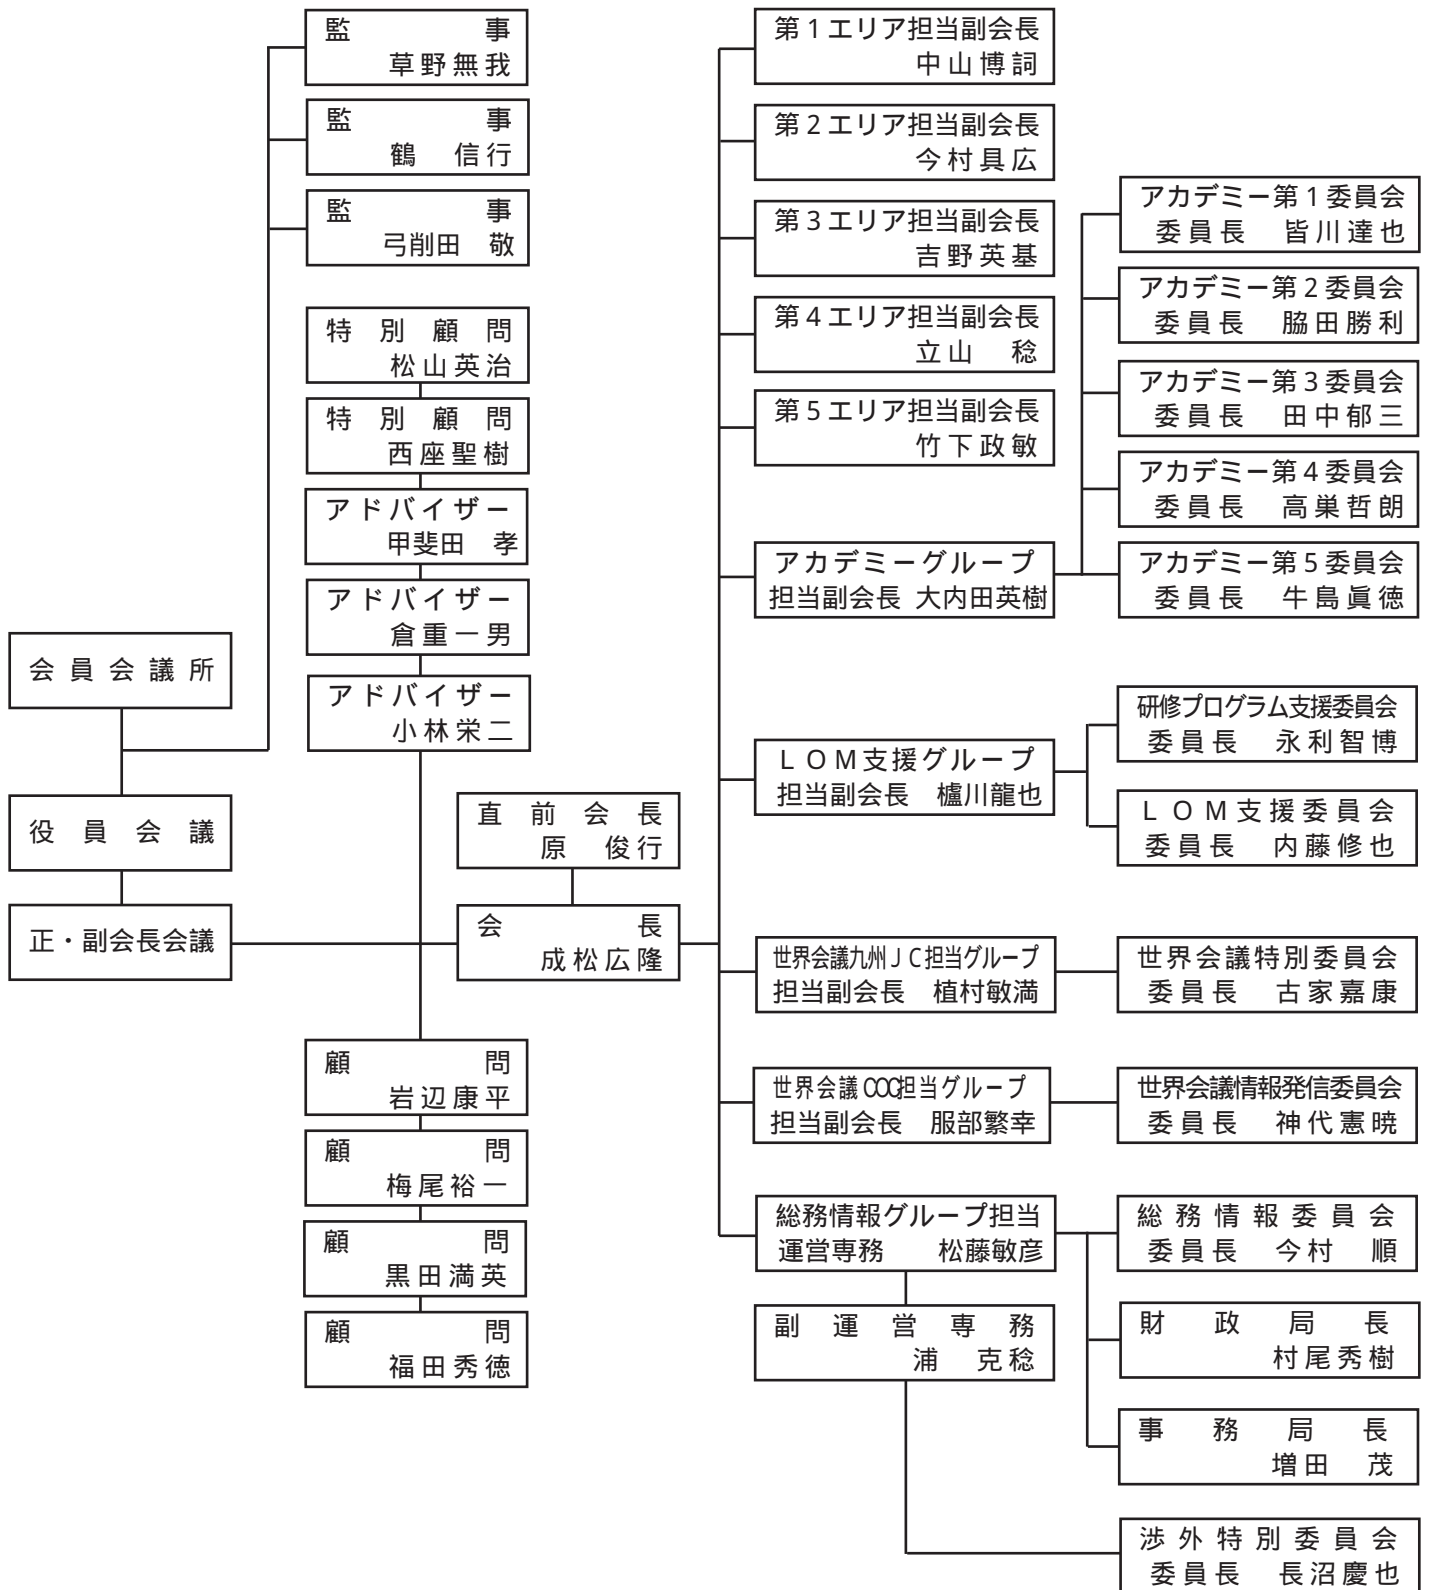 監事
草野無我
監事
鶴 信行
監事
弓削田 敬
特別顧問
松山英治
特別顧問
西座聖樹
アドバイザー
甲斐田 孝
アドバイザー
倉重一男
アドバイザー
小林栄二
会員会議所
役員会議
正・副会長会議
直前会長
原 俊行
会長
成松広隆
顧問
岩辺康平
顧問
梅尾裕一
顧問
黒田満英
顧問
福田秀徳
第1エリア担当副会長
中山博詞
第2エリア担当副会長
今村具広
第3エリア担当副会長
吉野英基
第4エリア担当副会長
立山 稔
第5エリア担当副会長
竹下政敏
アカデミーグループ
担当副会長 大内田英樹
アカデミー第1委員会
委員長 皆川達也
アカデミー第2委員会
委員長 脇田勝利
アカデミー第3委員会
委員長 田中郁三
アカデミー第4委員会
委員長 高巣哲朗
アカデミー第5委員会
委員長 牛島眞徳
LOM支援グループ
担当副会長 櫨川龍也
研修プログラム支援委員会
委員長 永利智博
LOM支援委員会
委員長 内藤修也
世界会議九州JC担当グループ
担当副会長 植村敏満
世界会議特別委員会
委員長 古家嘉康
世界会議COC担当グループ
担当副会長 服部繁幸
世界会議情報発信委員会
委員長 神代憲暁
総務情報グループ担当
運営専務 松藤敏彦
総務情報委員会
委員長 今村 順
副運営専務
浦 克稔
財政局長
村尾秀樹
事務局長
増田 茂
渉外特別委員会
委員長 長沼慶也